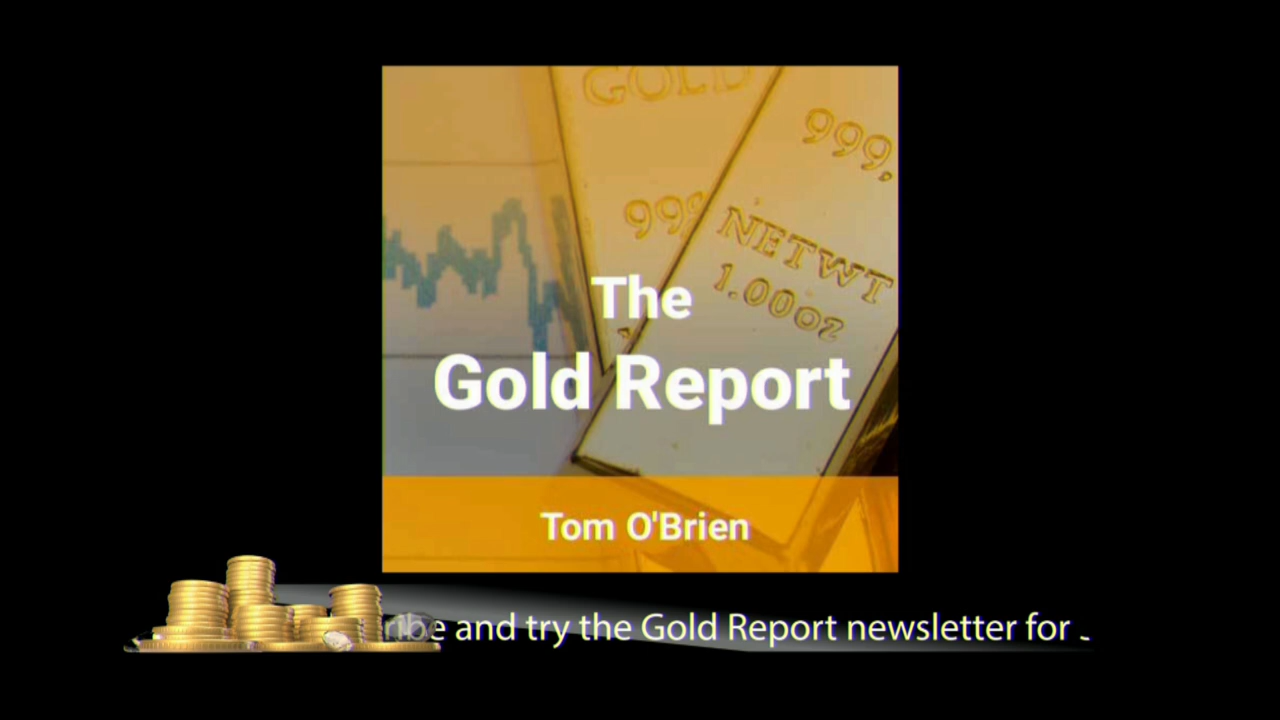 GOLD
999.
999
NETWT
1.00oz
The
Gold Report
Tom O'Brien
and try the Gold Report newsletter for